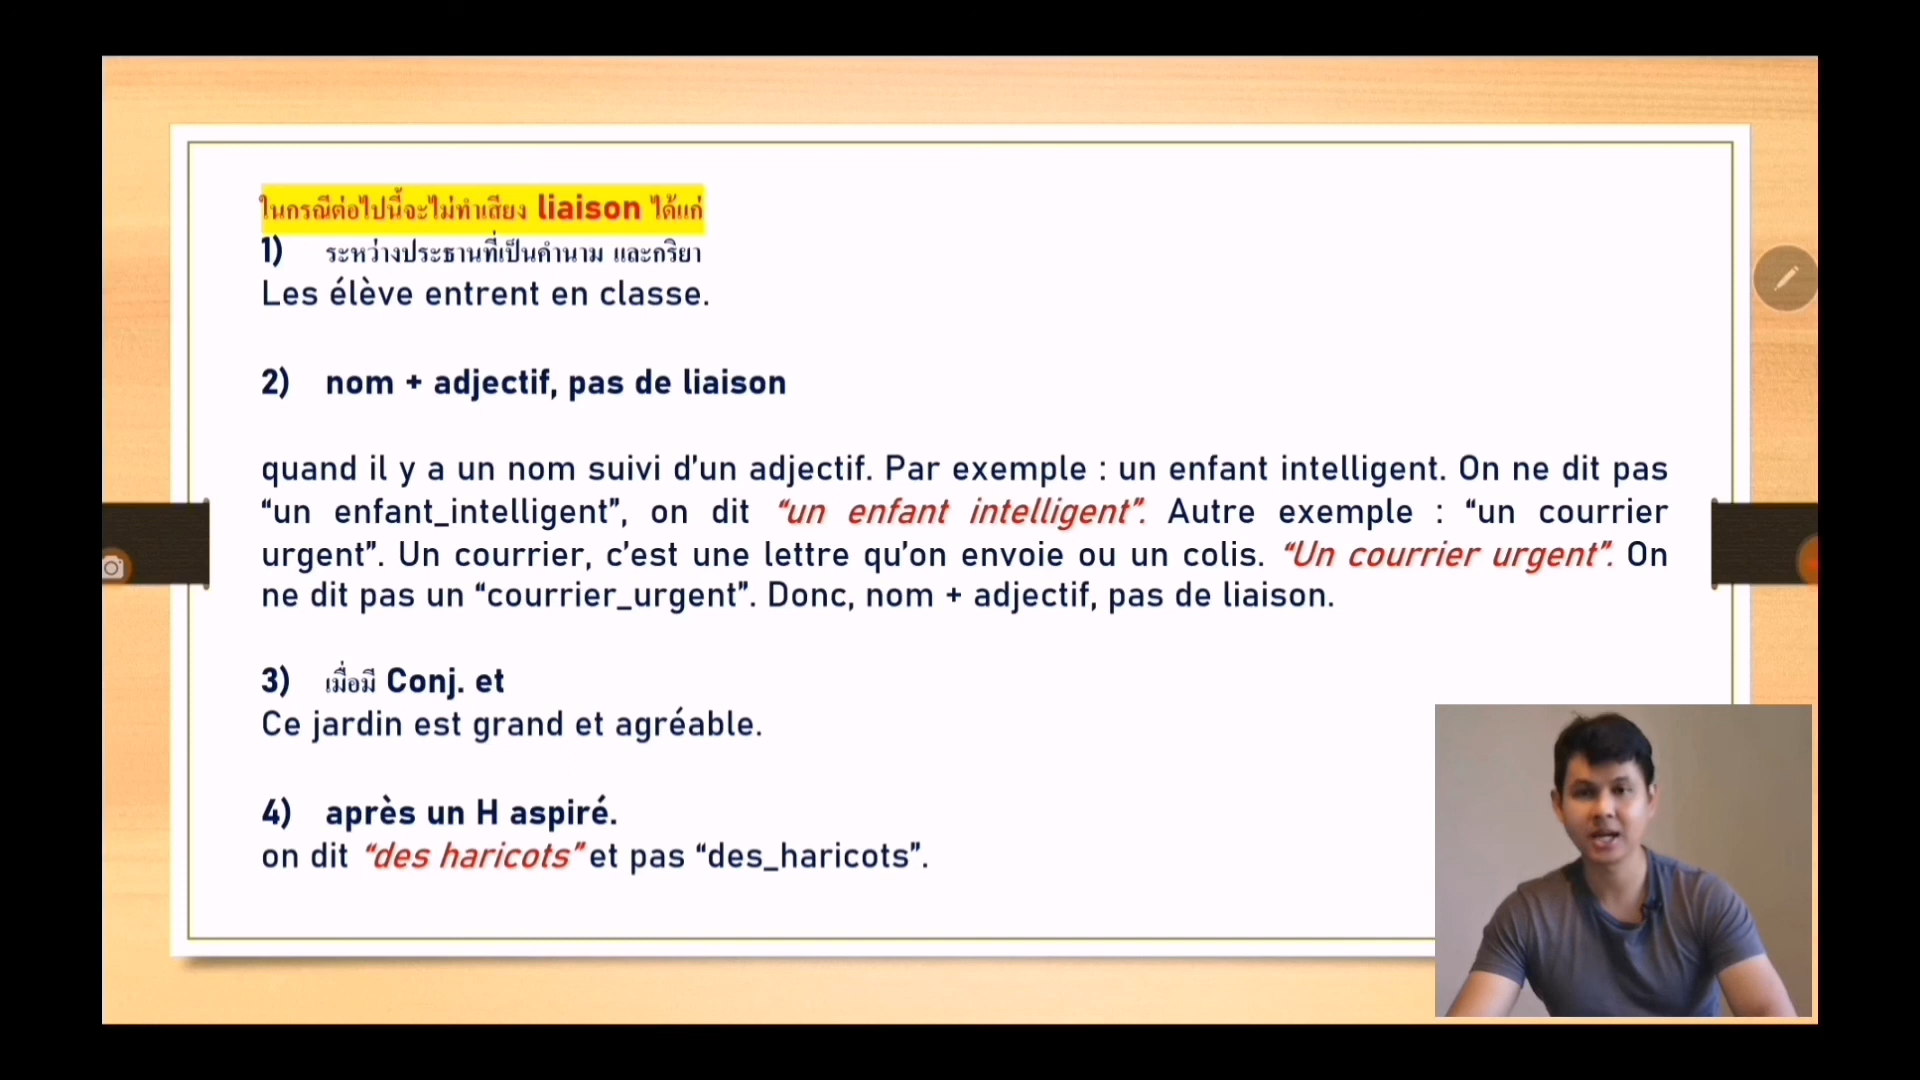 ในกรณีต่อไปนี้จะไม่ทำเสียง liaison ได้แก่
1) ระหว่างประธานที่เป็นคำนาม และกริยา
Les élève entrent en classe.
2) nom + adjectif, pas de liaison
quand il y a un nom suivi d’un adjectif. Par exemple : un enfant intelligent. On ne dit pas
“un enfant_intelligent”, on dit “un enfant intelligent”. Autre exemple : “un courrier
urgent”. Un courrier, c’est une lettre qu’on envoie ou un colis. “Un courrier urgent”. On
ne dit pas un “courrier_urgent”. Donc, nom + adjectif, pas de liaison.
3) เมื่อมี Conj. et
Ce jardin est grand et agréable.
4) après un H aspiré.
on dit “des haricots” et pas “des_haricots”.